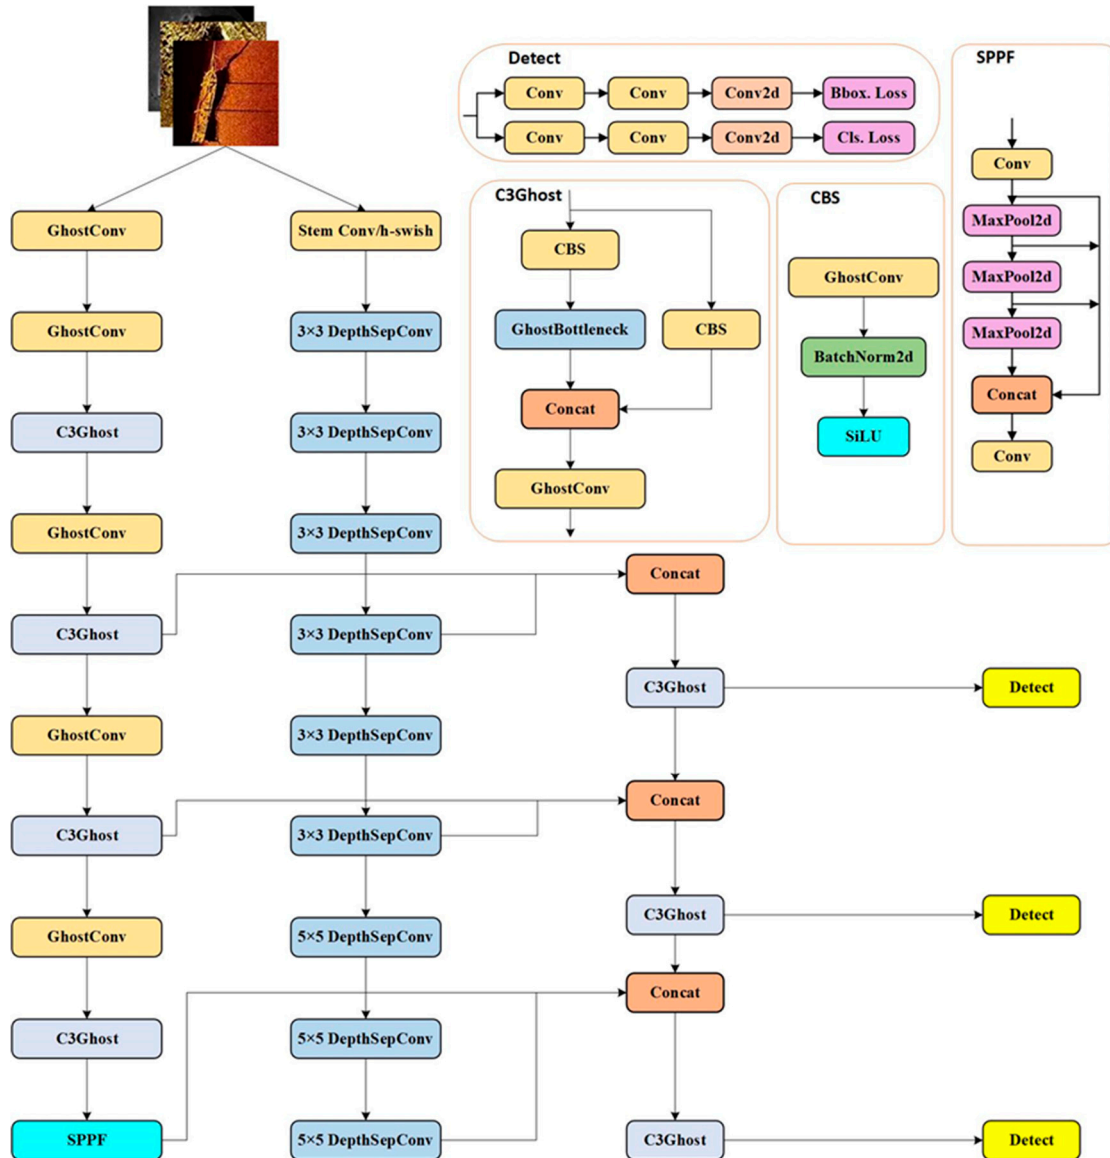 Detect
Conv
Conv
Conv2d
Bbox. Loss
Conv
Conv
Conv2d
Cls. Loss
SPPF
Conv
MaxPool2d
MaxPool2d
MaxPool2d
Concat
Conv
C3Ghost
CBS
GhostBottleneck
CBS
Concat
GhostConv
CBS
GhostConv
BatchNorm2d
SiLU
GhostConv
GhostConv
C3Ghost
GhostConv
C3Ghost
GhostConv
C3Ghost
GhostConv
C3Ghost
SPPF
Stem Conv/h-swish
3×3 DepthSepConv
3×3 DepthSepConv
3×3 DepthSepConv
3×3 DepthSepConv
3×3 DepthSepConv
3×3 DepthSepConv
5×5 DepthSepConv
5×5 DepthSepConv
5×5 DepthSepConv
Concat
C3Ghost
Detect
Concat
C3Ghost
Detect
Concat
C3Ghost
Detect